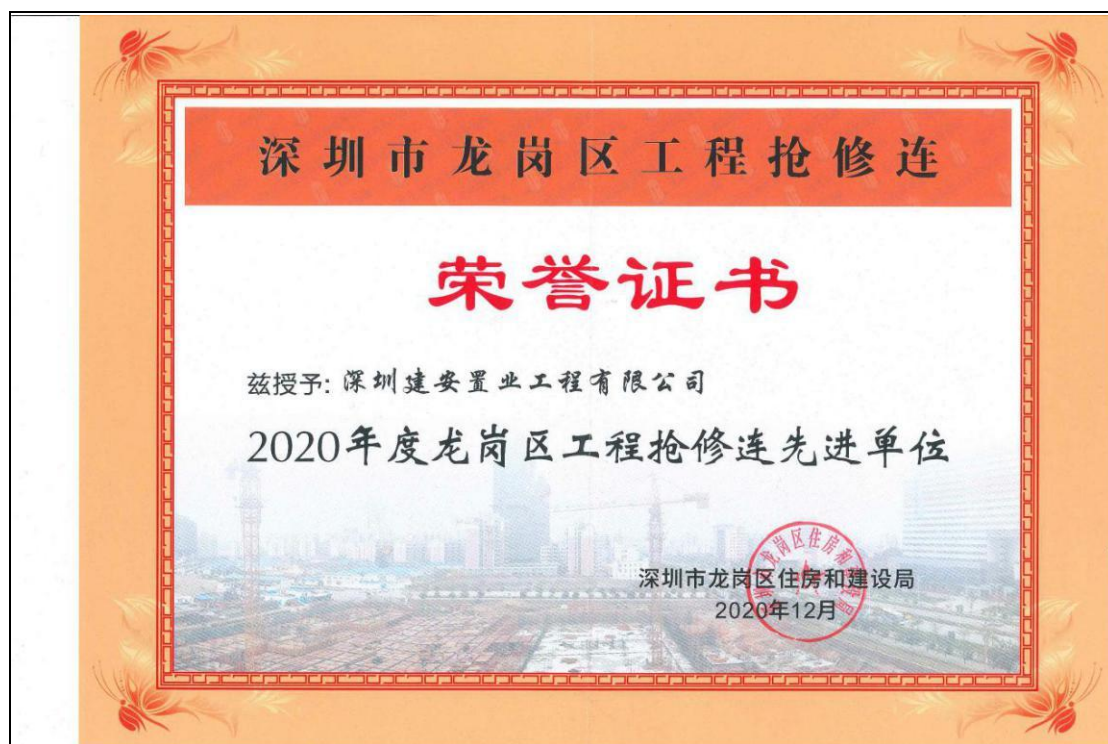 深圳市龙岗区工程抢修连
荣誉证书
兹授予: 深圳建安置业工程有限公司
2020年度龙岗区工程抢修连先进单位
深圳市龙岗区住房和建设局
2020年12月